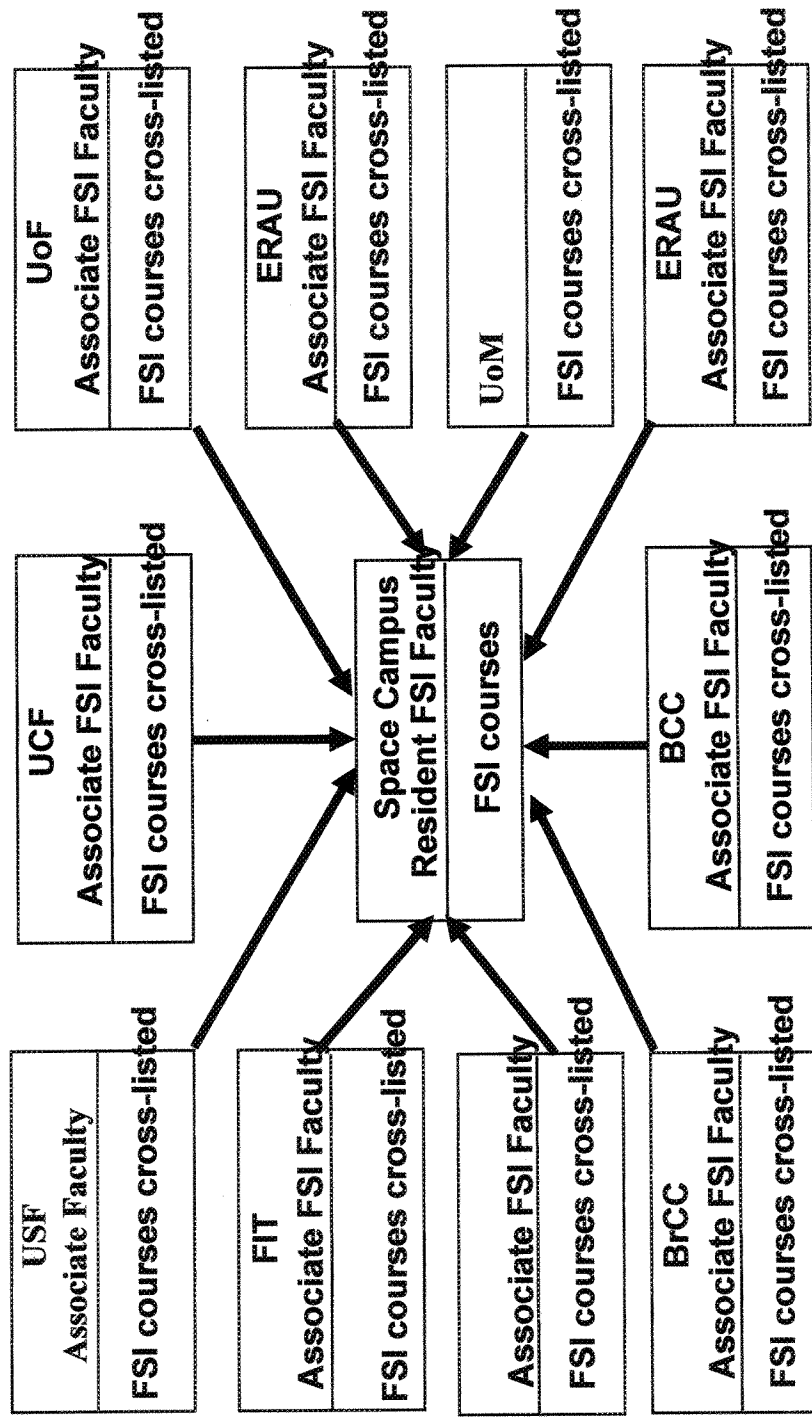 USF
Associate Faculty
FSI courses cross-listed
UCF
Associate FSI Faculty
FSI courses cross-listed
UoF
Associate FSI Faculty
FSI courses cross-listed
FIT
Associate FSI Faculty
FSI courses cross-listed
ERAU
Associate FSI Faculty
FSI courses cross-listed
Space Campus
Resident FSI Faculty
FSI courses
Associate FSI Faculty
FSI courses cross-listed
UoM
FSI courses cross-listed
BrCC
Associate FSI Faculty
FSI courses cross-listed
BCC
Associate FSI Faculty
FSI courses cross-listed
ERAU
Associate FSI Faculty
FSI courses cross-listed